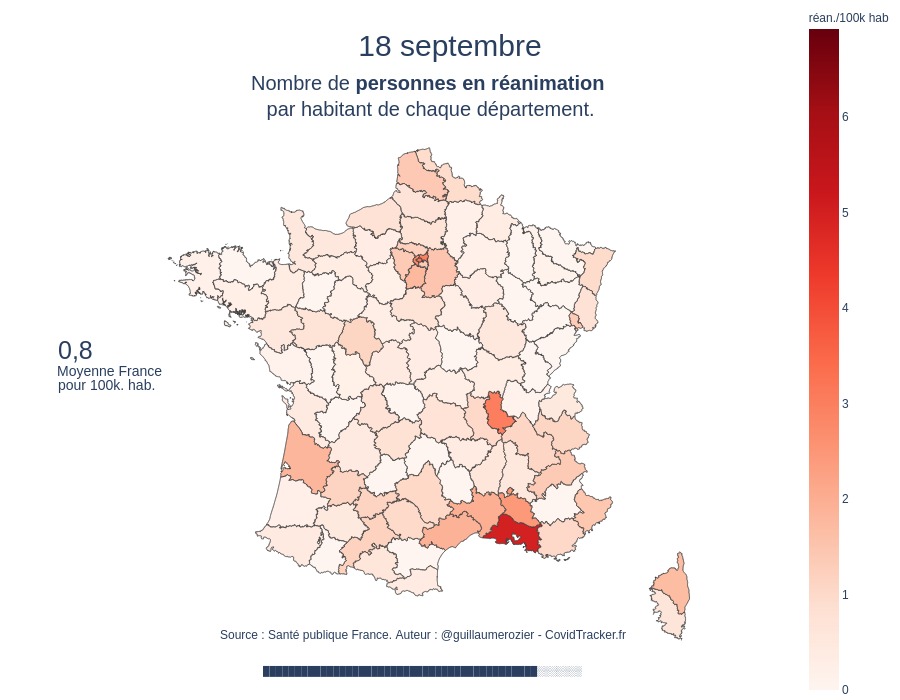 réan./100k hab
18 septembre
Nombre de personnes en réanimation
par habitant de chaque département.
6
5
4
3
2
1
0
0,8
Moyenne France
pour 100k. hab.
Source : Santé publique France. Auteur : @guillaumerozier - CovidTracker.fr